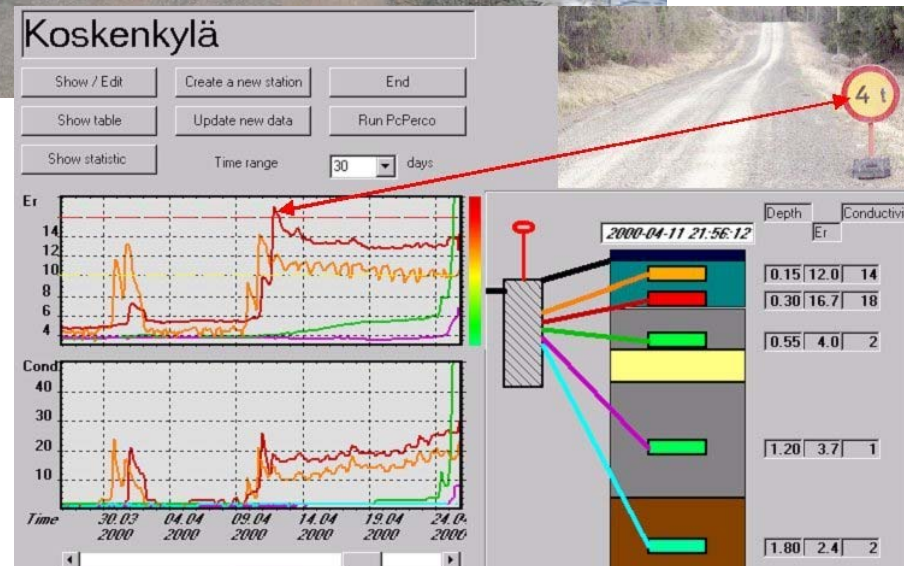 Koskenkylä
Show / Edit
Create a new station
End
Show table
Update new data
Run PcPerco
Show statistic
Time range
30
days
4 t
Er
14
12
10
8
6
4
Cond
40
30
20
10
Time
30.03 04.04 09.04 14.04 19.04 24.04
2000 2000 2000 2000 2000 2000
2000-04-11 21:56:12
Depth
Er
Conductivi
0.15 12.0 14
0.30 16.7 18
0.55 4.0 2
1.20 3.7 1
1.80 2.4 2